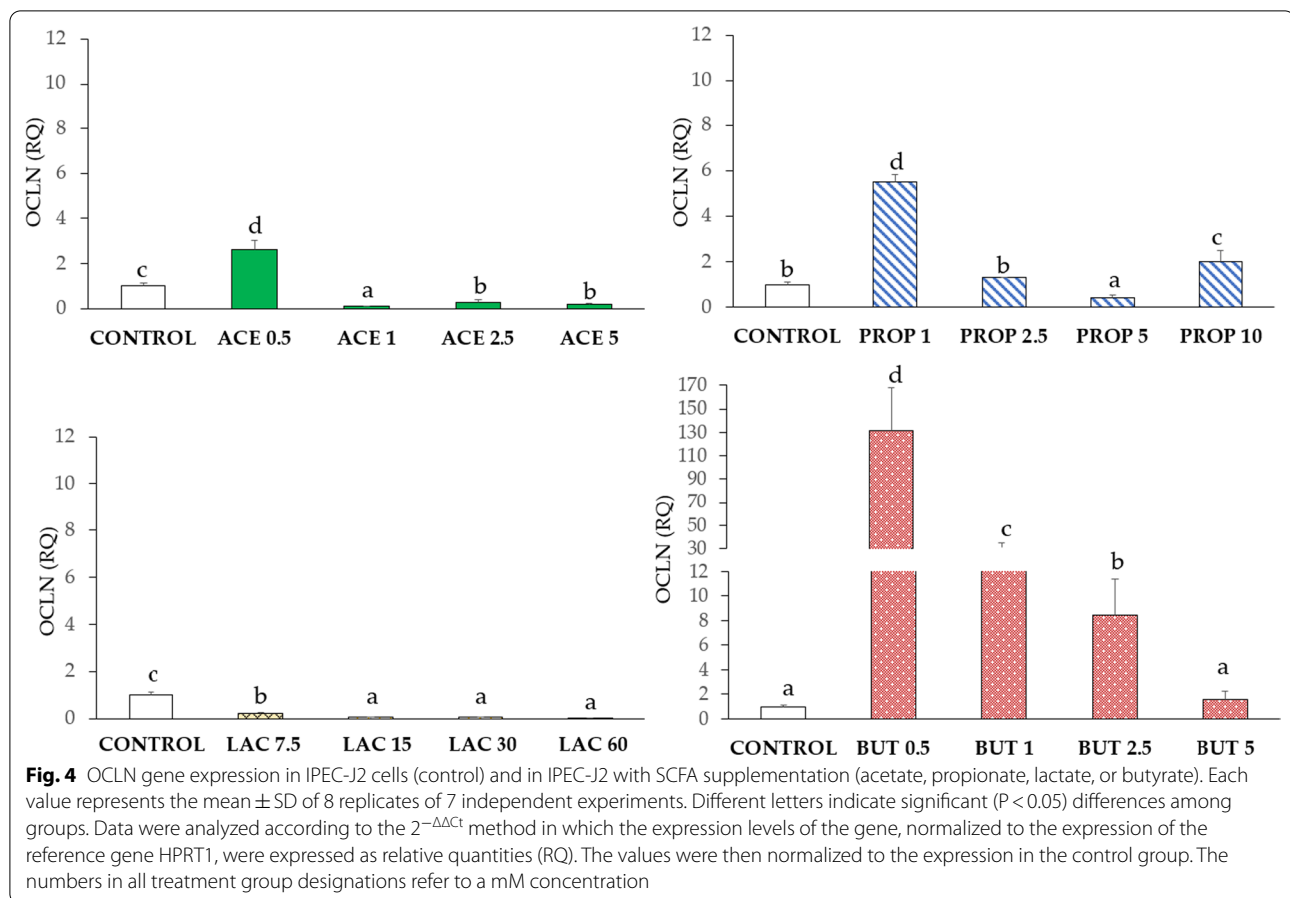 12
10
8
6
4
2
0
OCLN (RQ)
c
d
a
b
b
CONTROL ACE 0.5 ACE 1 ACE 2.5 ACE 5
12
10
8
6
4
2
0
OCLN (RQ)
b
d
b
a
c
CONTROL PROP 1 PROP 2.5 PROP 5 PROP 10
12
10
8
6
4
2
0
OCLN (RQ)
c
b
a
a
a
CONTROL LAC 7.5 LAC 15 LAC 30 LAC 60
170
150
130
110
90
70
50
30
12
10
8
6
4
2
0
OCLN (RQ)
a
d
c
b
a
CONTROL BUT 0.5 BUT 1 BUT 2.5 BUT 5
Fig. 4 OCLN gene expression in IPEC-J2 cells (control) and in IPEC-J2 with SCFA supplementation (acetate, propionate, lactate, or butyrate). Each
value represents the mean ± SD of 8 replicates of 7 independent experiments. Different letters indicate significant (P < 0.05) differences among
groups. Data were analyzed according to the 2^−ΔΔCt method in which the expression levels of the gene, normalized to the expression of the
reference gene HPRT1, were expressed as relative quantities (RQ). The values were then normalized to the expression in the control group. The
numbers in all treatment group designations refer to a mM concentration